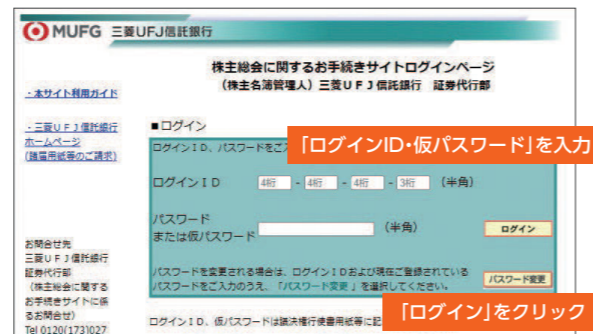 MUFG 三菱UFJ信託銀行
株主総会に関するお手続きサイトログインページ
(株主名簿管理人)三菱UFJ信託銀行 証券代行部
・本サイト利用ガイド
・三菱UFJ信託銀行
ホームページ
(諸届用紙等のご請求)
お問合せ先
三菱UFJ信託銀行
証券代行部
(株主総会に関する
お手続きサイトに係
るお問合せ)
Tel 0120(173)027
■ログイン
ログインID、パスワードをご入
「ログインID・仮パスワード」を入力
ログインID 4桁 - 4桁 - 4桁 - 3桁 (半角)
パスワード
または仮パスワード (半角) ログイン
パスワードを変更される場合は、ログインIDおよび現在ご登録されている
パスワードをご入力のうえ、「パスワード変更」を選択してください。
パスワード変更
「ログイン」をクリック
ログインID、仮パスワードは議決権行使書用紙等に記